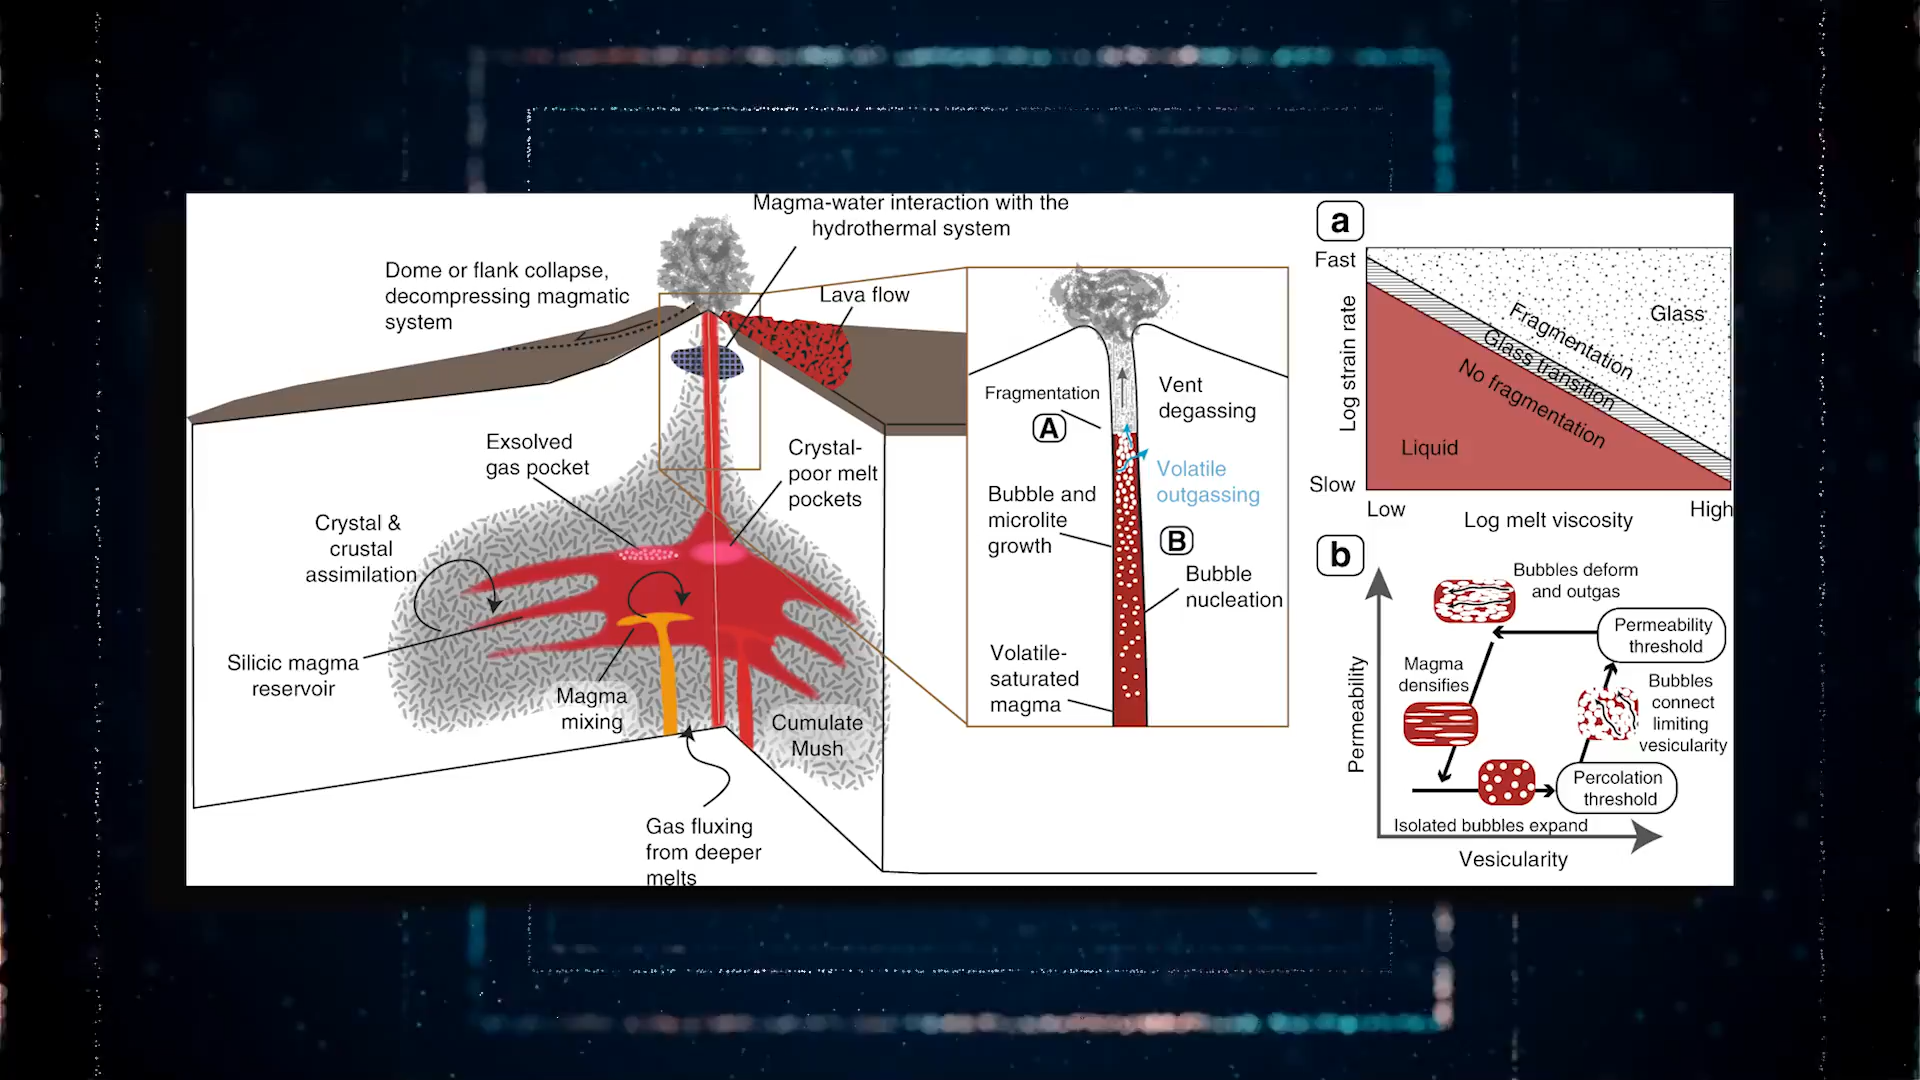 Magma-water interaction with the
hydrothermal system
Dome or flank collapse,
decompressing magmatic
system
Lava flow
Exsolved
gas pocket
Crystal-
poor melt
pockets
Crystal &
crustal
assimilation
Silicic magma
reservoir
Magma
mixing
Cumulate
Mush
Gas fluxing
from deeper
melts
Fragmentation
A
Vent
degassing
Volatile
outgassing
Bubble and
microlite
growth
B
Bubble
nucleation
Volatile-
saturated
magma
a
Fast
Log strain rate
Slow
Glass
Fragmentation
Glass transition
No fragmentation
Liquid
Low
Log melt viscosity
High
b
Bubbles deform
and outgas
Permeability
threshold
Magma
densifies
Bubbles
connect
limiting
vesicularity
Permeability
Percolation
threshold
Isolated bubbles expand
Vesicularity